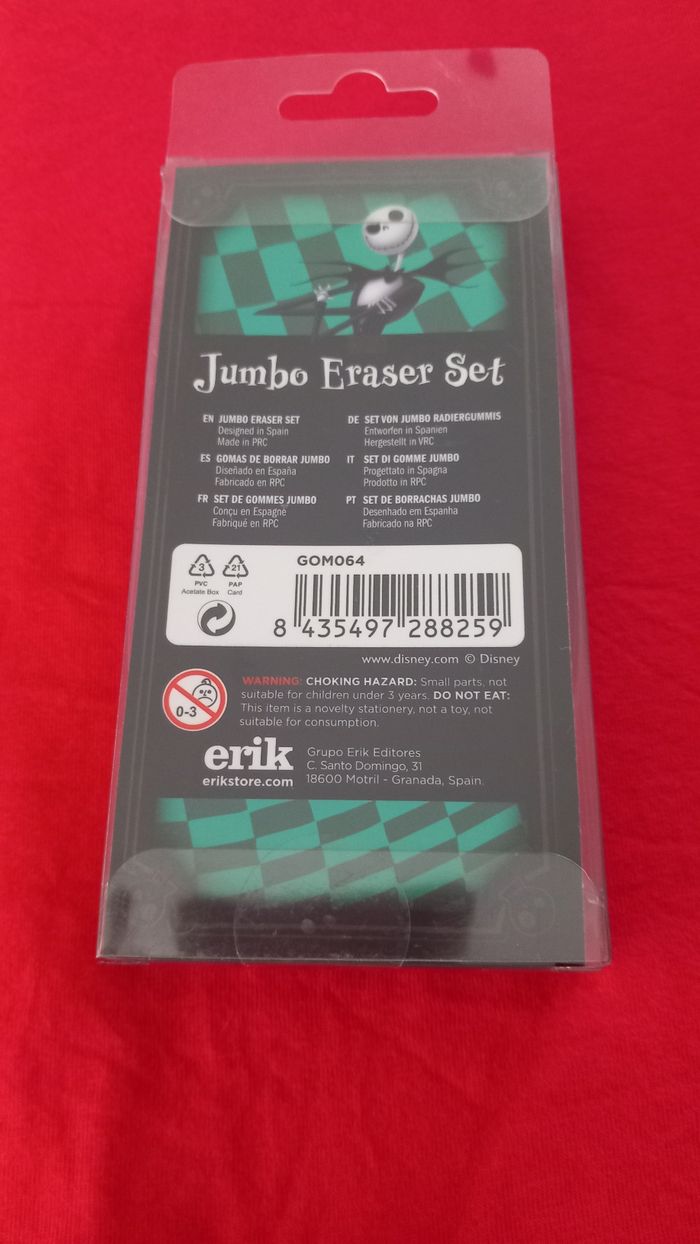 Jumbo Eraser Set
EN JUMBO ERASER SET
Designed in Spain
Made in PRC
ES GOMAS DE BORRAR JUMBO
Diseñado en España
Fabricado en RPC
FR SET DE GOMMES JUMBO
Conçu en Espagne
Fabriqué en RPC
DE SET VON JUMBO RADIERGUMMIS
Entworfen in Spanien
Hergestellt in VRC
IT SET DI GOMME JUMBO
Progettato in Spagna
Prodotto in RPC
PT SET DE BORRACHAS JUMBO
Desenhado em Espanha
Fabricado na RPC
3
PVC
Acetate Box
21
PAP
Card
GOM064
8 435497 288259
www.disney.com © Disney
0-3
WARNING: CHOKING HAZARD: Small parts, not
suitable for children under 3 years. DO NOT EAT:
This item is a novelty stationery, not a toy, not
suitable for consumption.
erik
erikstore.com
Grupo Erik Editores
C. Santo Domingo, 31
18600 Motril - Granada, Spain.